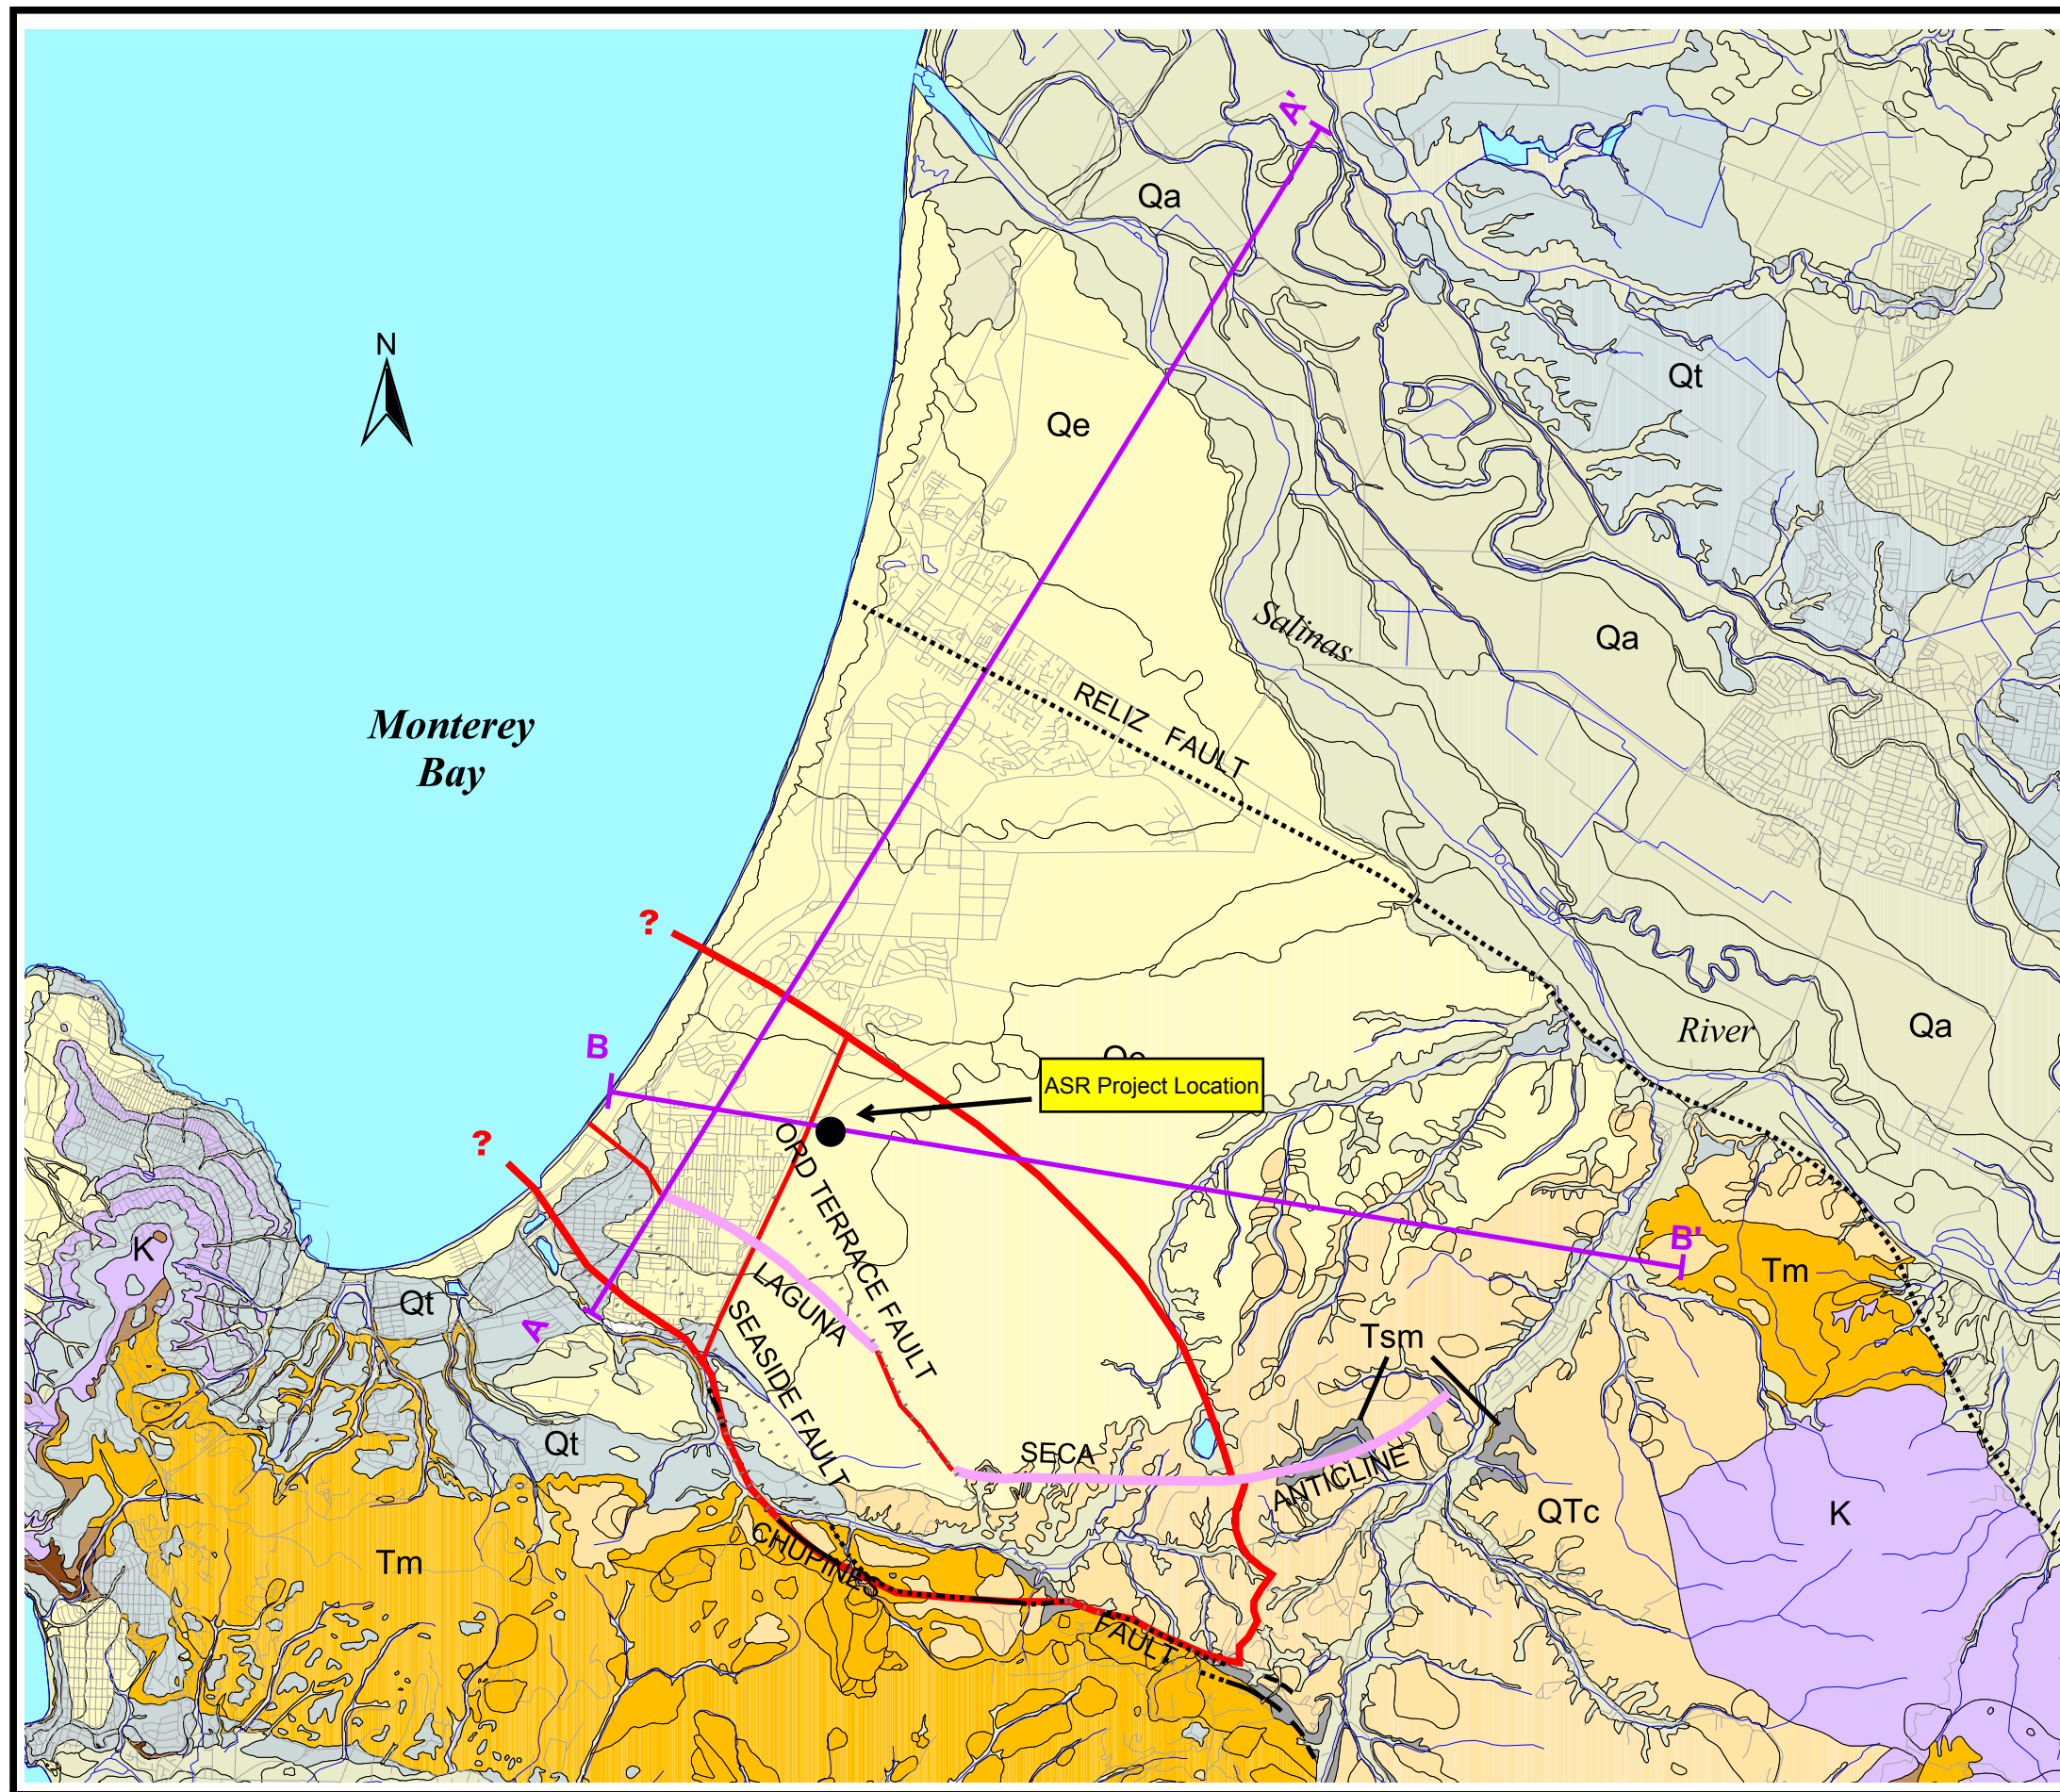 A'
Qa
N
Qt
Qe
Salinas
Qa
RELIZ FAULT
Monterey
Bay
?
Qa
River
B
ASR Project Location
?
ORD TERRACE FAULT
B'
K
Tm
Qt
LAGUNA
A
SEASIDE FAULT
Tsm
Qt
SECA
ANTICLINE
QTc
K
Tm
CHUPINES
FAULT